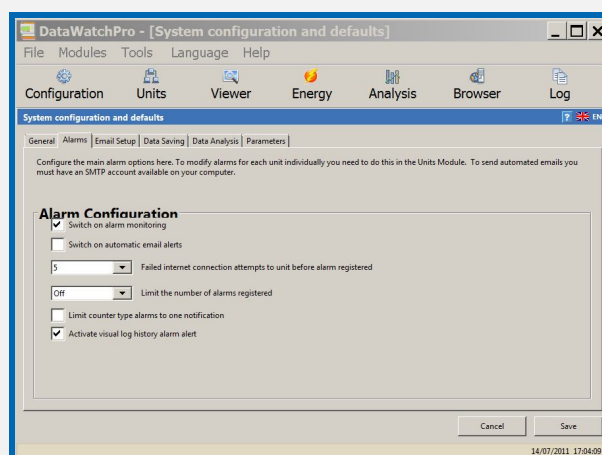 DataWatchPro - [System configuration and defaults]
File Modules Tools Language Help
Configuration Units Viewer Energy Analysis Browser Log
System configuration and defaults ? EN
General Alarms Email Setup Data Saving Data Analysis Parameters
Configure the main alarm options here. To modify alarms for each unit individually you need to do this in the Units Module. To send automated emails you
must have an SMTP account available on your computer.
Alarm Configuration
Switch on alarm monitoring
Switch on automatic email alerts
5 Failed internet connection attempts to unit before alarm registered
Off Limit the number of alarms registered
Limit counter type alarms to one notification
Activate visual log history alarm alert
Cancel Save
14/07/2011 17:04:09